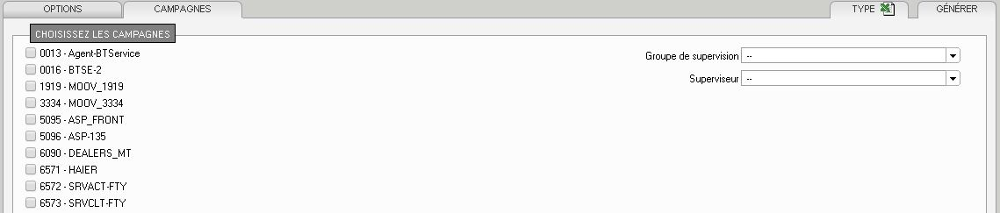 OPTIONS CAMPAGNES TYPE GÉNÉRER
CHOISISSEZ LES CAMPAGNES
0013 - Agent-BTService
Groupe de supervision --
0016 - BTSE-2
Superviseur --
1919 - MOOV_1919
3334 - MOOV_3334
5095 - ASP_FRONT
5096 - ASP-135
6090 - DEALERS_MT
6571 - HAIER
6572 - SRVACT-FTY
6573 - SRVCLT-FTY